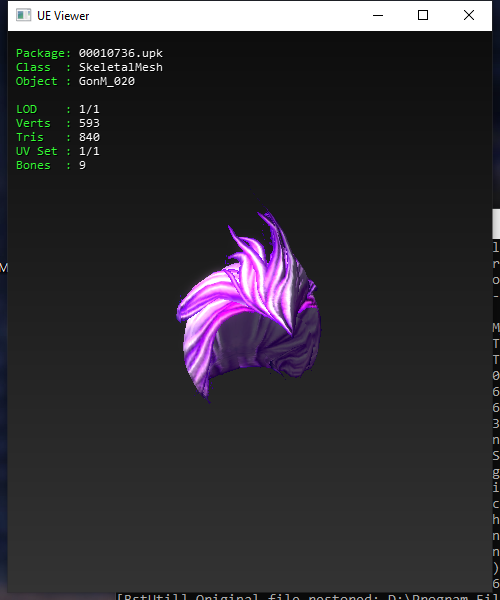 UE Viewer
Package: 00010736.upk
Class : SkeletalMesh
Object : GonM_020
LOD : 1/1
Verts : 593
Tris : 840
UV Set : 1/1
Bones : 9
M
l
r
o
-
M
T
T
0
6
6
3
n
S
g
i
c
h
n
n
)
6
[BstUtil] Original file restored: D:\Program Fil